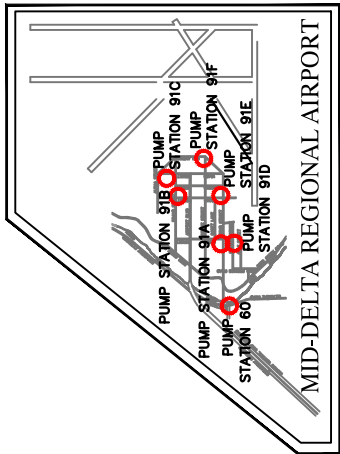 PUMP
STATION 91C
PUMP
STATION 91F
PUMP
STATION 91E
PUMP STATION 91B
PUMP STATION 91A
PUMP
STATION 91D
PUMP
STATION 60
MID-DELTA REGIONAL AIRPORT